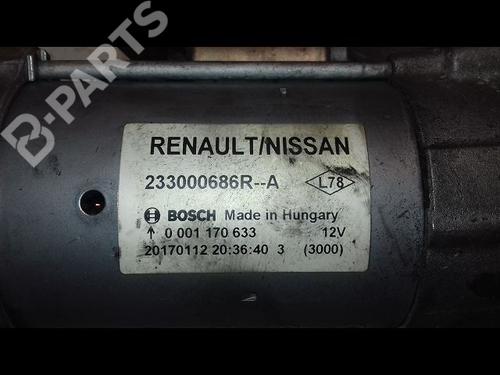 B-PARTS
RENAULT/NISSAN
233000686R--A L78
BOSCH Made in Hungary
↑ 0 001 170 633 12V
20170112 20:36:40 3 (3000)